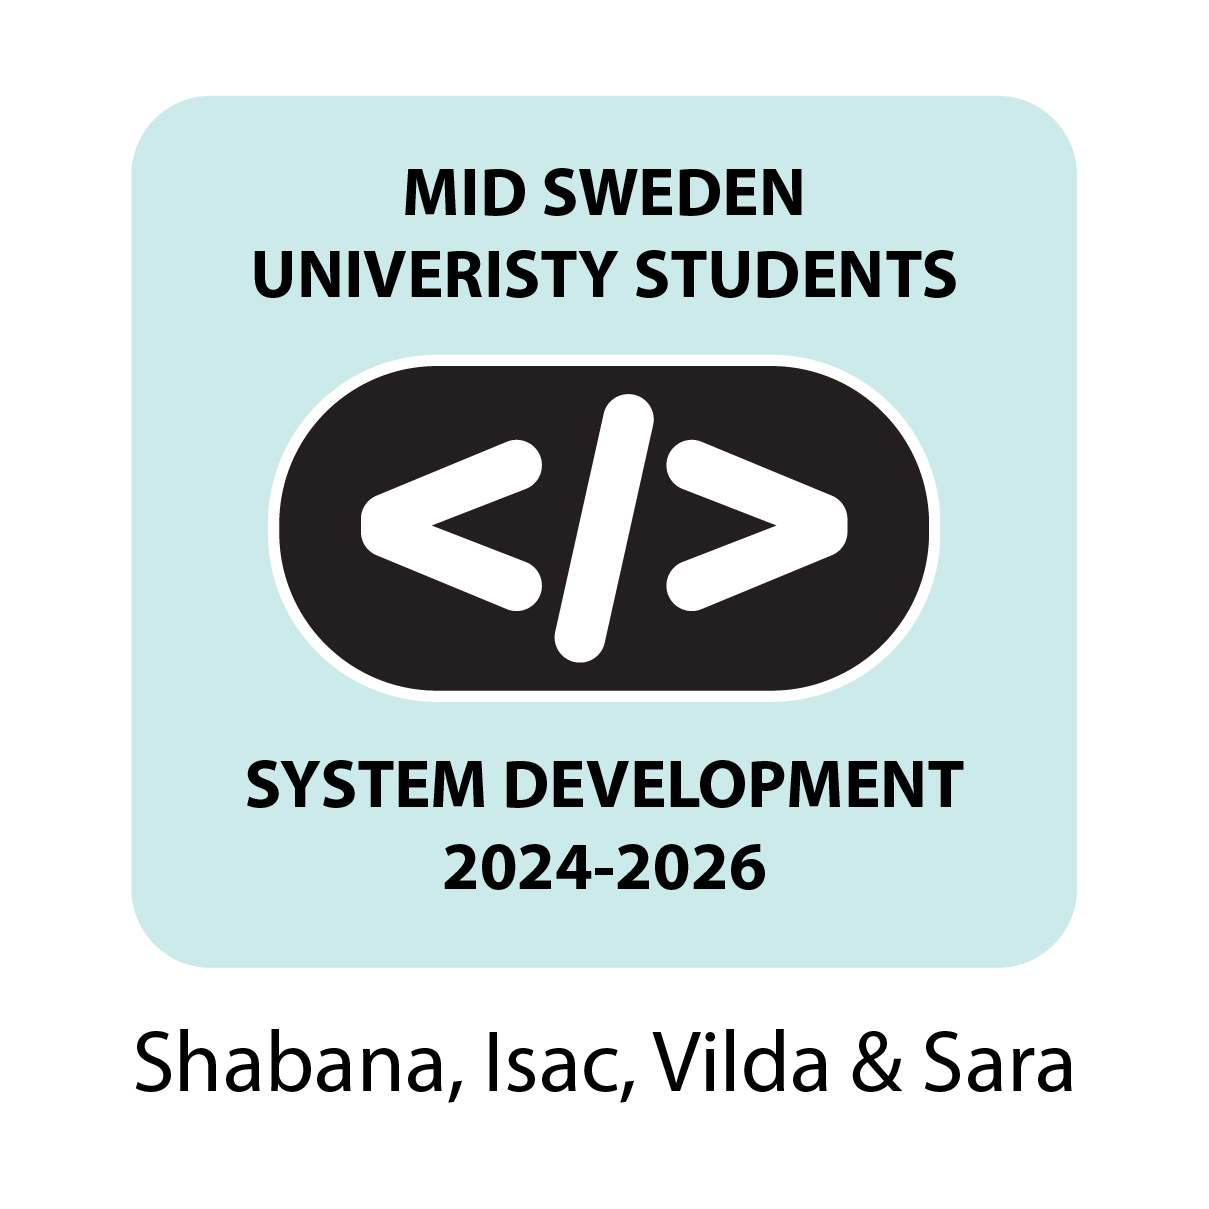 MID SWEDEN
UNIVERISTY STUDENTS
</>
SYSTEM DEVELOPMENT
2024-2026
Shabana, Isac, Vilda & Sara